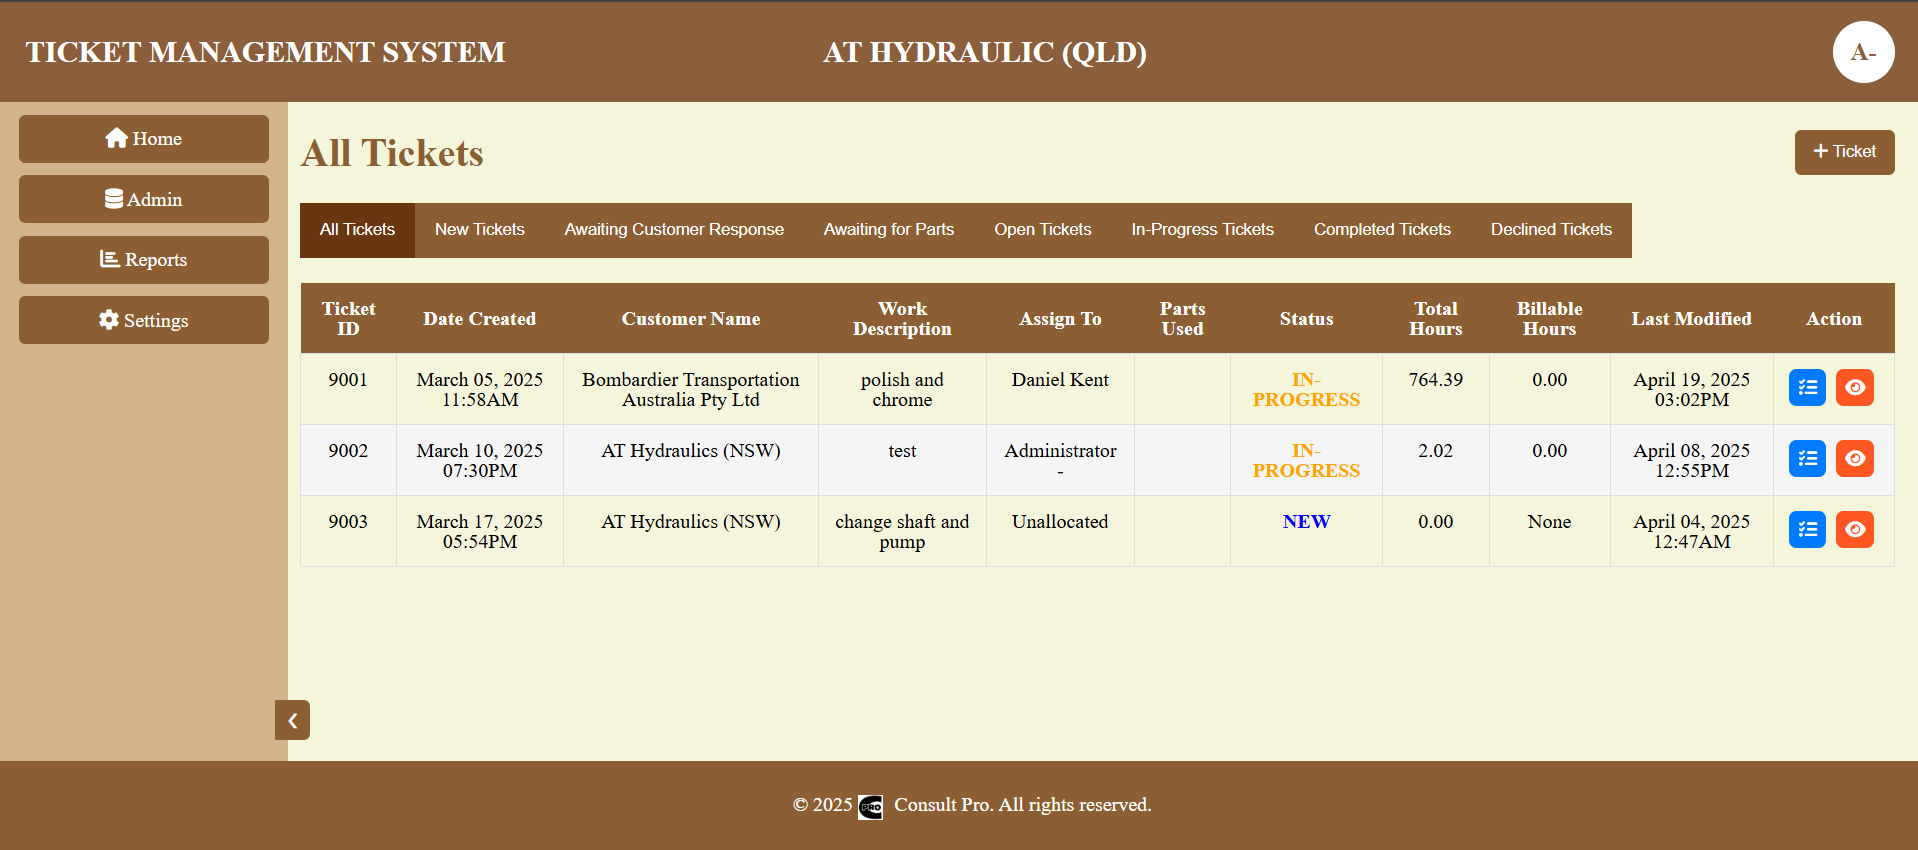 TICKET MANAGEMENT SYSTEM
AT HYDRAULIC (QLD)
A-
Home
Admin
Reports
Settings
All Tickets
+ Ticket
All Tickets New Tickets Awaiting Customer Response Awaiting for Parts Open Tickets In-Progress Tickets Completed Tickets Declined Tickets
Ticket ID Date Created Customer Name Work Description Assign To Parts Used Status Total Hours Billable Hours Last Modified Action
9001 March 05, 2025 11:58AM Bombardier Transportation Australia Pty Ltd polish and chrome Daniel Kent IN-PROGRESS 764.39 0.00 April 19, 2025 03:02PM
9002 March 10, 2025 07:30PM AT Hydraulics (NSW) test Administrator - IN-PROGRESS 2.02 0.00 April 08, 2025 12:55PM
9003 March 17, 2025 05:54PM AT Hydraulics (NSW) change shaft and pump Unallocated NEW 0.00 None April 04, 2025 12:47AM
© 2025 PRO Consult Pro. All rights reserved.